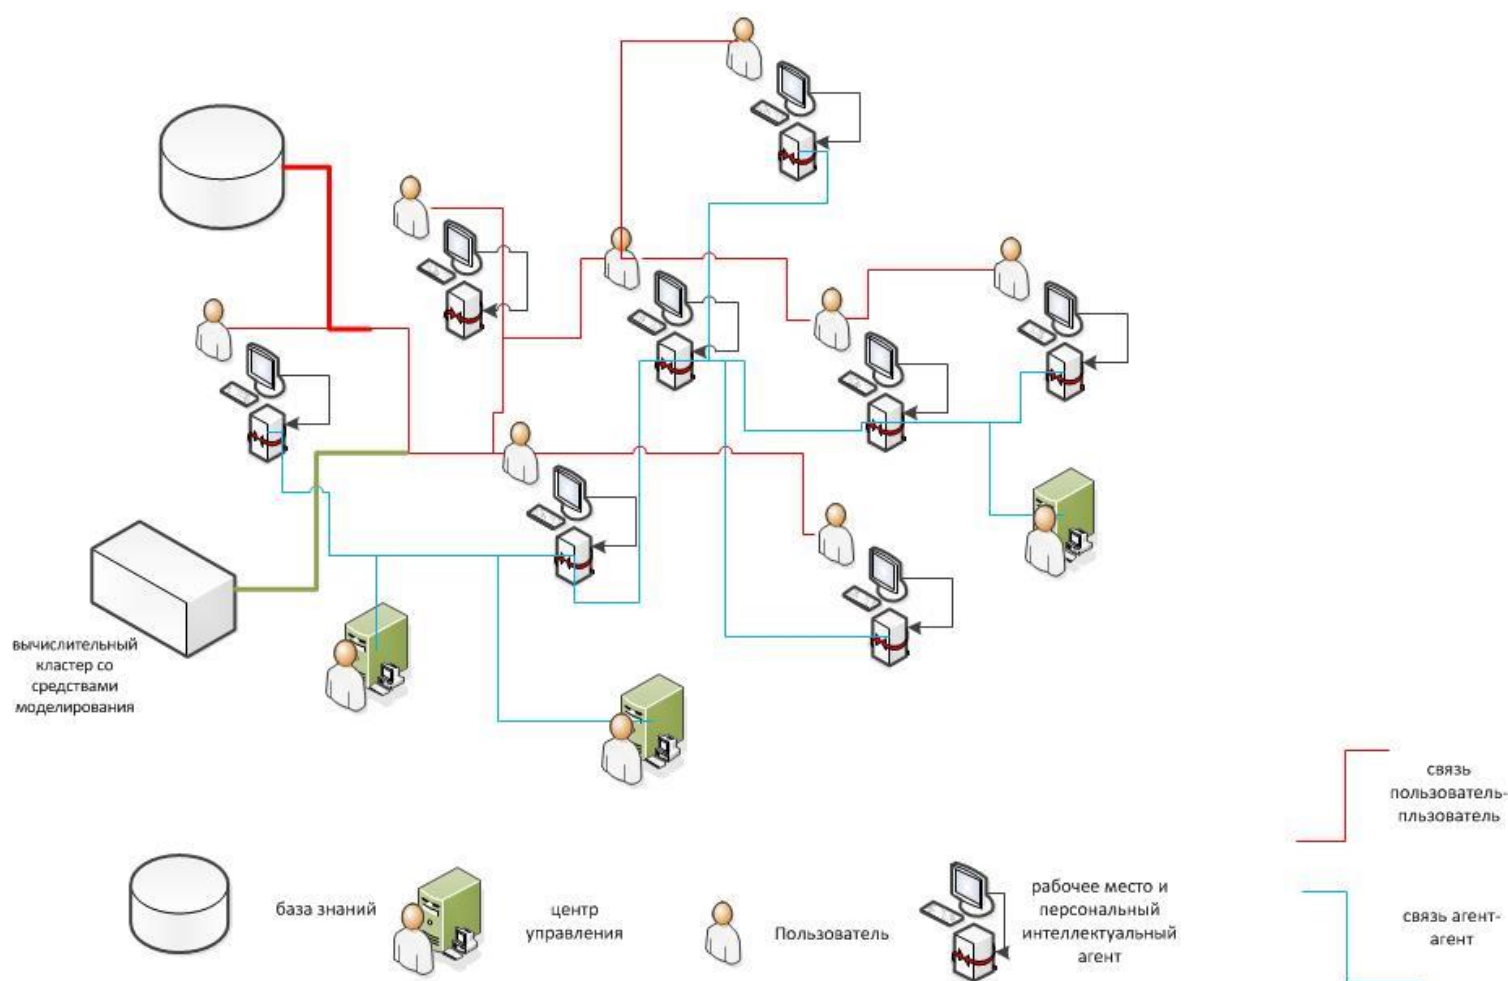 вычислительный
кластер со
средствами
моделирования
связь
пользователь-
пльзователь
база знаний
центр
управления
Пользователь
рабочее место и
персональный
интеллектуальный
агент
связь агент-
агент